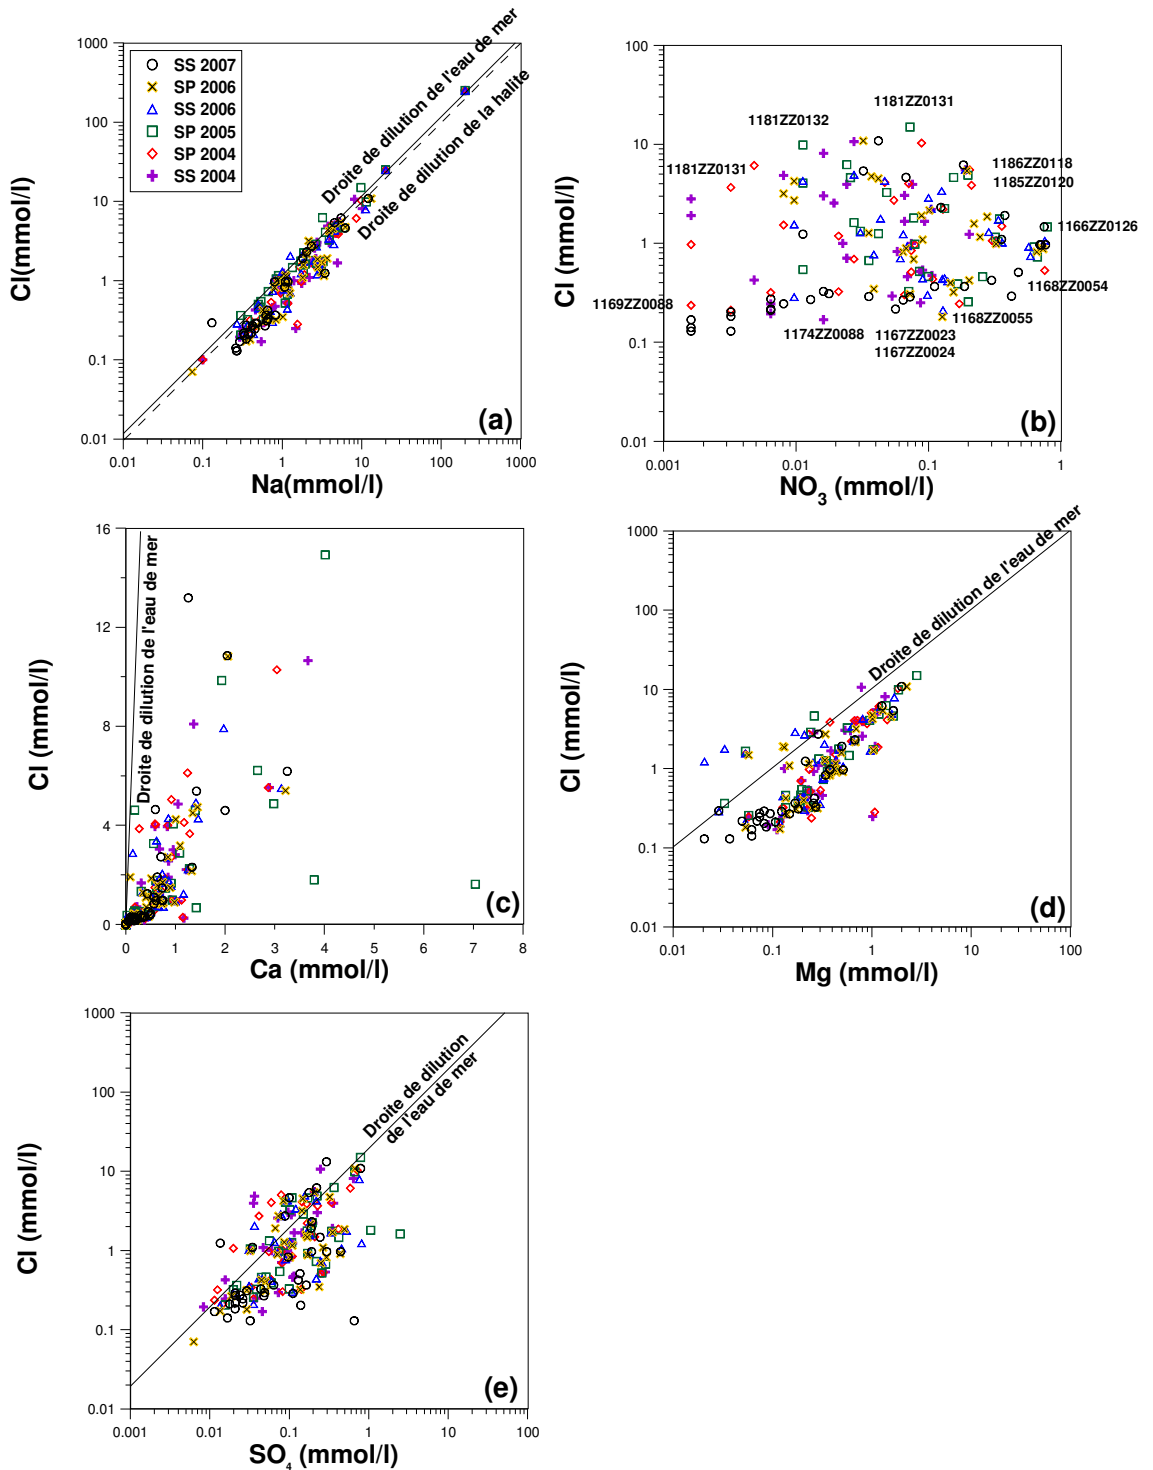 1000
100
10
1
0.1
0.01
Cl(mmol/l)
SS 2007
SP 2006
SS 2006
SP 2005
SP 2004
SS 2004
Droite de dilution de l'eau de mer
Droite de dilution de la halite
(a)
0.01
0.1
1
10
100
1000
Na(mmol/l)
100
10
1
0.1
0.01
Cl (mmol/l)
1181ZZ0131
1181ZZ0132
1181ZZ0131
1186ZZ0118
1185ZZ0120
1166ZZ0126
1168ZZ0054
1169ZZ0088
1168ZZ0055
1174ZZ0088
1167ZZ0023
1167ZZ0024
(b)
0.001
0.01
0.1
1
NO3 (mmol/l)
16
12
8
4
0
Cl (mmol/l)
Droite de dilution de l'eau de mer
(c)
0
1
2
3
4
5
6
7
8
Ca (mmol/l)
1000
100
10
1
0.1
0.01
Cl (mmol/l)
Droite de dilution de l'eau de mer
(d)
0.01
0.1
1
10
100
Mg (mmol/l)
1000
100
10
1
0.1
0.01
Cl (mmol/l)
Droite de dilution
de l'eau de mer
(e)
0.001
0.01
0.1
1
10
100
SO4 (mmol/l)